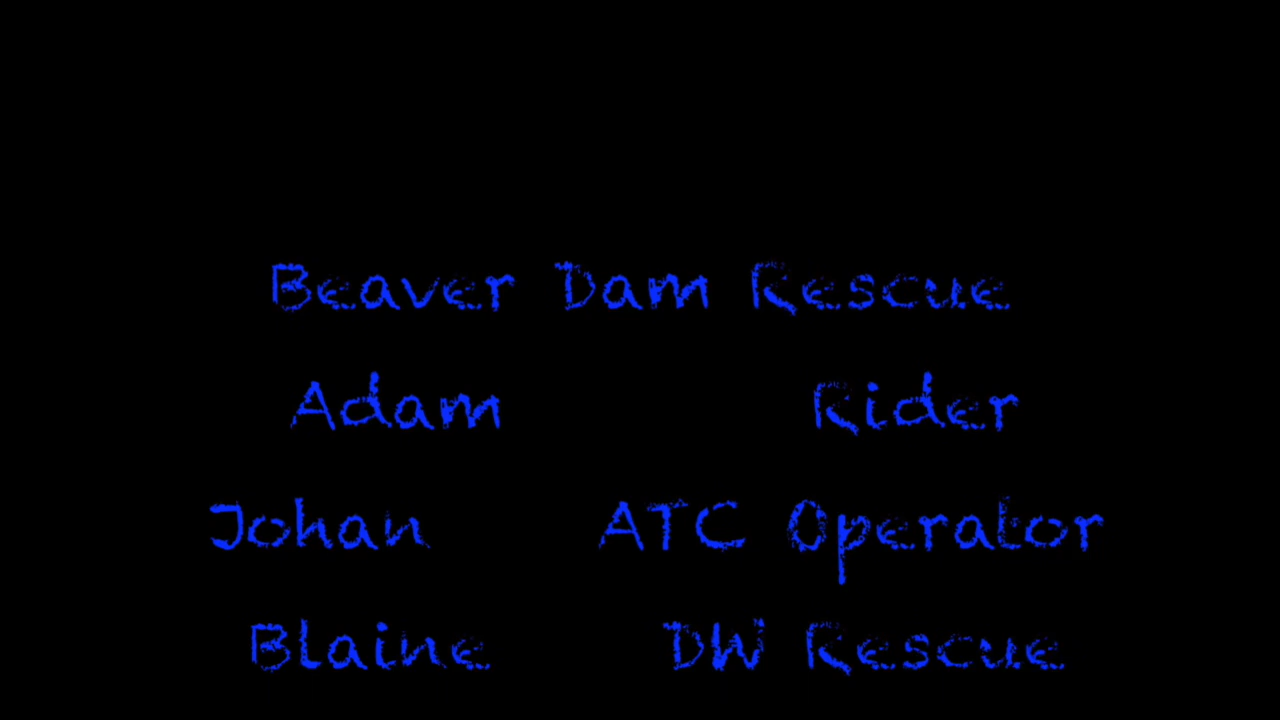 Beaver Dam Rescue
Adam Rider
Johan ATC Operator
Blaine DW Rescue